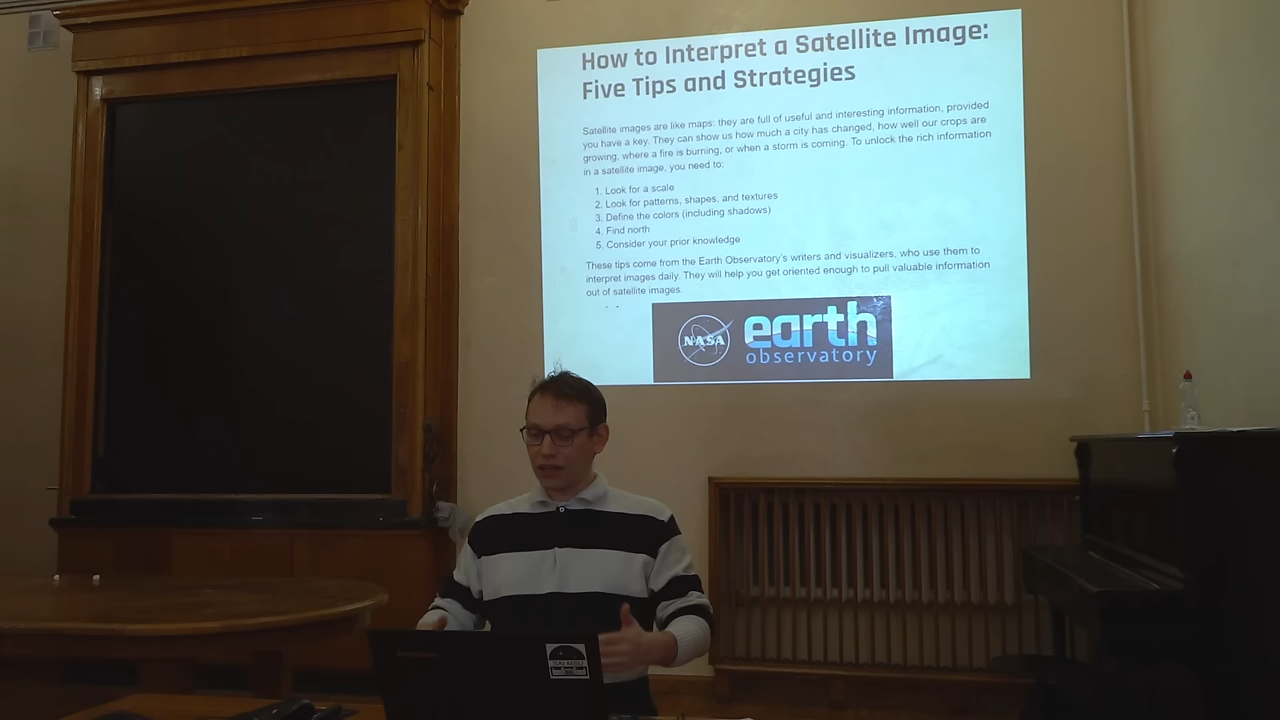 How to Interpret a Satellite Image:
Five Tips and Strategies
Satellite images are like maps: they are full of useful and interesting information, provided
you have a key. They can show us how much a city has changed, how well our crops are
growing, where a fire is burning, or when a storm is coming. To unlock the rich information
in a satellite image, you need to:
1. Look for a scale
2. Look for patterns, shapes, and textures
3. Define the colors (including shadows)
4. Find north
5. Consider your prior knowledge
These tips come from the Earth Observatory's writers and visualizers, who use them to
interpret images daily. They will help you get oriented enough to pull valuable information
out of satellite images.
NASA
earth
observatory